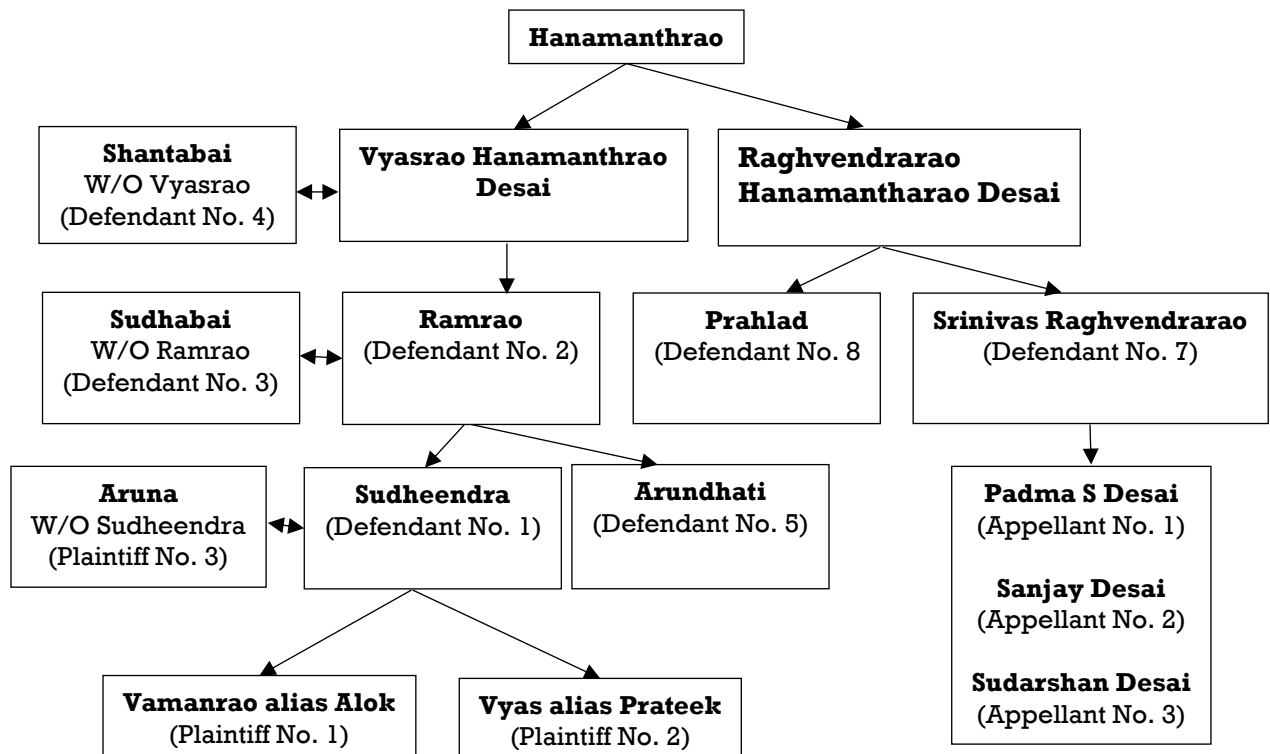 Hanamanthrao
Shantabai
W/O Vyasrao
(Defendant No. 4)
Vyasrao Hanamanthrao
Desai
Raghvendrarao
Hanamantharao Desai
Sudhabai
W/O Ramrao
(Defendant No. 3)
Ramrao
(Defendant No. 2)
Prahlad
(Defendant No. 8
Srinivas Raghvendrarao
(Defendant No. 7)
Aruna
W/O Sudheendra
(Plaintiff No. 3)
Sudheendra
(Defendant No. 1)
Arundhati
(Defendant No. 5)
Padma S Desai
(Appellant No. 1)
Sanjay Desai
(Appellant No. 2)
Sudarshan Desai
(Appellant No. 3)
Vamanrao alias Alok
(Plaintiff No. 1)
Vyas alias Prateek
(Plaintiff No. 2)